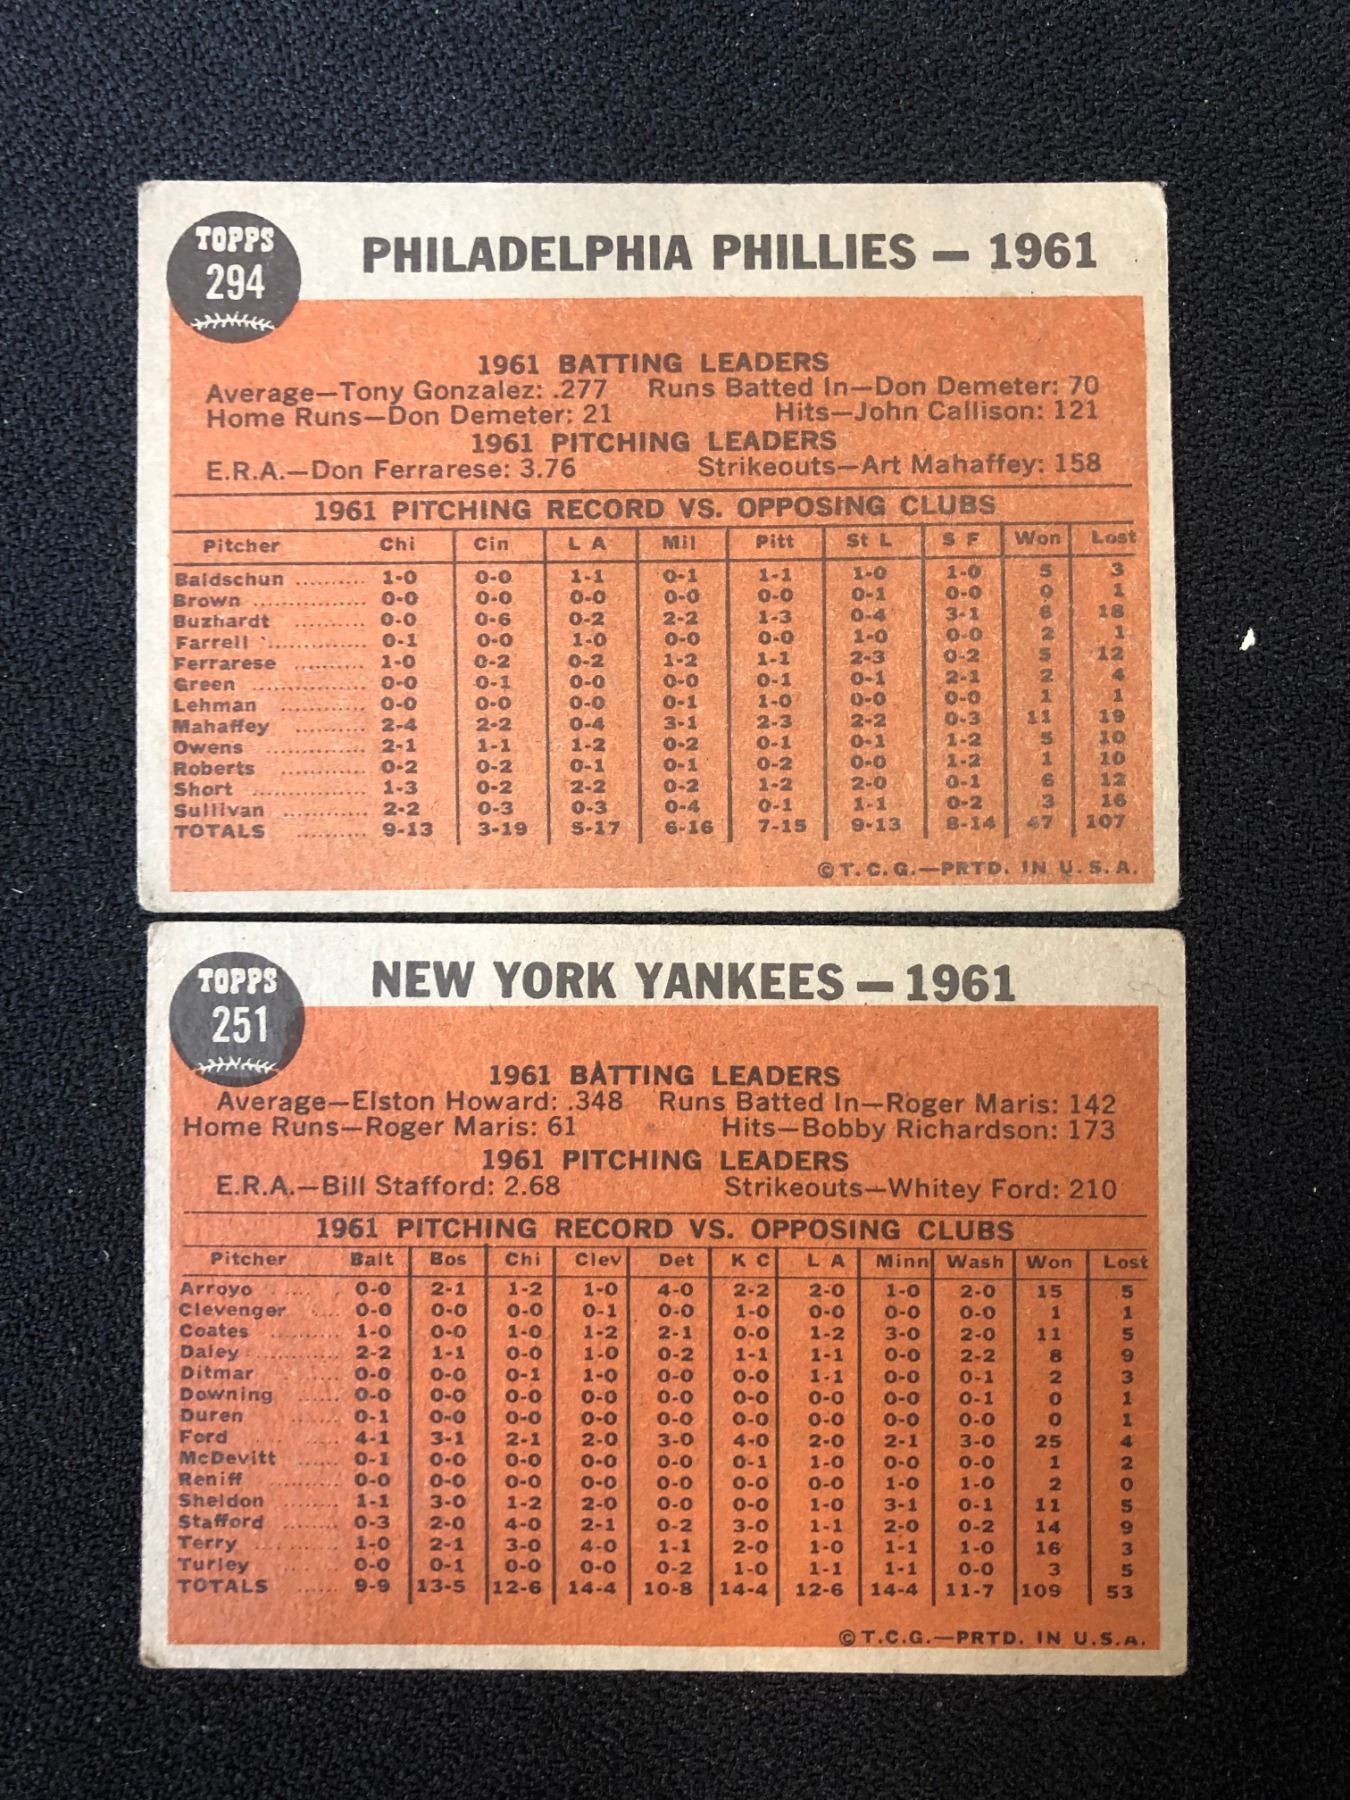 TOPPS
294
PHILADELPHIA PHILLIES — 1961
1961 BATTING LEADERS
Average—Tony Gonzalez: .277 Runs Batted In—Don Demeter: 70
Home Runs—Don Demeter: 21 Hits—John Callison: 121
1961 PITCHING LEADERS
E.R.A.—Don Ferrarese: 3.76 Strikeouts—Art Mahaffey: 158
1961 PITCHING RECORD VS. OPPOSING CLUBS
Pitcher Chi Cin L A Mil Pitt St L S F Won Lost
Baldschun .......... 1-0 0-0 1-1 0-1 1-1 1-0 1-0 5 3
Brown ................ 0-0 0-0 0-0 0-0 0-0 0-1 0-0 0 1
Buzhardt ............ 0-0 0-6 0-2 2-2 1-3 0-4 3-1 6 18
Farrell .............. 0-1 0-0 1-0 0-0 0-0 1-0 0-0 2 1
Ferrarese .......... 1-0 0-2 0-2 1-2 1-1 2-3 0-2 5 12
Green ................ 0-0 0-1 0-0 0-0 0-1 0-1 2-1 2 4
Lehman ............ 0-0 0-0 0-0 0-1 1-0 0-0 0-0 1 1
Mahaffey .......... 2-4 2-2 0-4 3-1 2-3 2-2 0-3 11 19
Owens .............. 2-1 1-1 1-2 0-2 0-1 0-1 1-2 5 10
Roberts ............ 0-2 0-2 0-1 0-1 0-2 0-0 1-2 1 10
Short ................ 1-3 0-2 2-2 0-2 1-2 2-0 0-1 6 12
Sullivan ............ 2-2 0-3 0-3 0-4 0-1 1-1 0-2 3 16
TOTALS .......... 9-13 3-19 5-17 6-16 7-15 9-13 8-14 47 107
©T.C.G.—PRTD. IN U.S.A.
TOPPS
251
NEW YORK YANKEES — 1961
1961 BATTING LEADERS
Average—Elston Howard: .348 Runs Batted In—Roger Maris: 142
Home Runs—Roger Maris: 61 Hits—Bobby Richardson: 173
1961 PITCHING LEADERS
E.R.A.—Bill Stafford: 2.68 Strikeouts—Whitey Ford: 210
1961 PITCHING RECORD VS. OPPOSING CLUBS
Pitcher Balt Bos Chi Clev Det K C L A Minn Wash Won Lost
Arroyo ............ 0-0 2-1 1-2 1-0 4-0 2-2 2-0 1-0 2-0 15 5
Clevenger ...... 0-0 0-0 0-0 0-1 0-0 1-0 0-0 0-0 0-0 1 1
Coates .......... 1-0 0-0 1-0 1-2 2-1 0-0 1-2 3-0 2-0 11 5
Daley .............. 2-2 1-1 0-0 1-0 0-2 1-1 1-1 0-0 2-2 8 9
Ditmar .......... 0-0 0-0 0-1 1-0 0-0 0-0 1-1 0-0 0-1 2 3
Downing ...... 0-0 0-0 0-0 0-0 0-0 0-0 0-0 0-0 0-1 0 1
Duren ........ 0-1 0-0 0-0 0-0 0-0 0-0 0-0 0-0 0-0 0 1
Ford .......... 4-1 3-1 2-1 2-0 3-0 4-0 2-0 2-1 3-0 25 4
McDevitt ...... 0-1 0-0 0-0 0-0 0-0 0-1 1-0 0-0 0-0 1 2
Reniff .......... 0-0 0-0 0-0 0-0 0-0 0-0 0-0 1-0 1-0 2 0
Sheldon ........ 1-1 3-0 1-2 2-0 0-0 0-0 1-0 3-1 0-1 11 5
Stafford ........ 0-3 2-0 4-0 2-1 0-2 3-0 1-1 2-0 0-2 14 9
Terry ............ 1-0 2-1 3-0 4-0 1-1 2-0 1-0 1-1 1-0 16 3
Turley .......... 0-0 0-1 0-0 0-0 0-2 1-0 1-1 1-1 0-0 3 5
TOTALS ...... 9-9 13-5 12-6 14-4 10-8 14-4 12-6 14-4 11-7 109 53
©T.C.G.—PRTD. IN U.S.A.